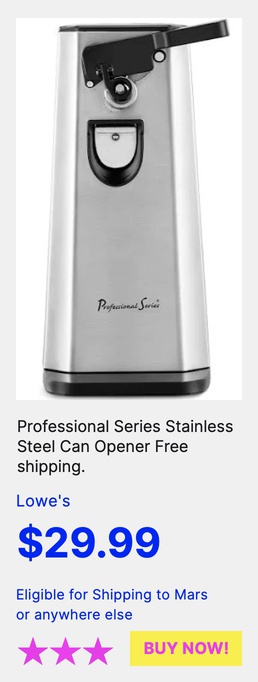 Professional Series
Professional Series Stainless
Steel Can Opener Free
shipping.
Lowe's
$29.99
Eligible for Shipping to Mars
or anywhere else
BUY NOW!